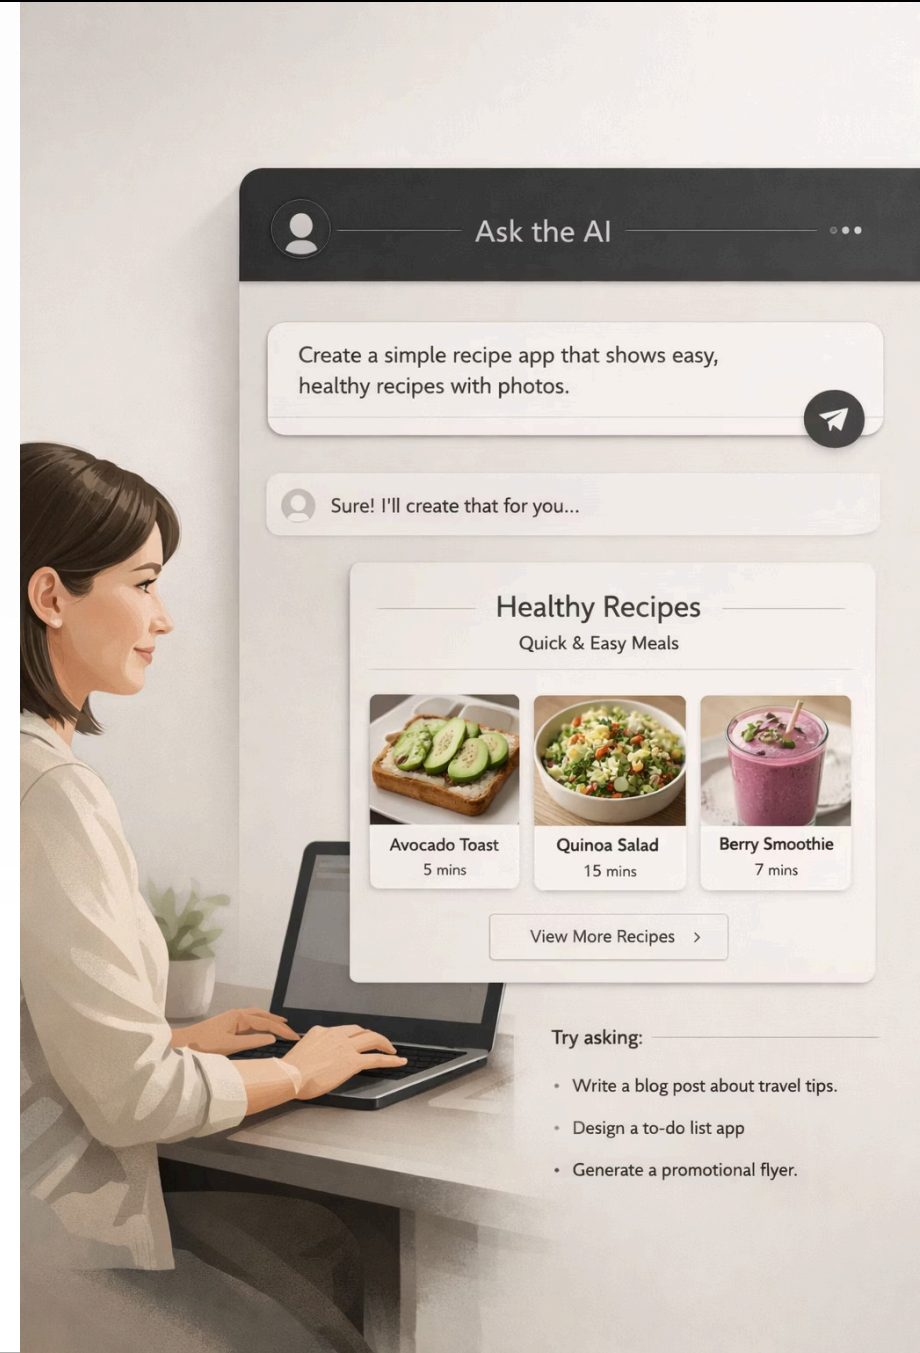 Ask the AI
Create a simple recipe app that shows easy,
healthy recipes with photos.
Sure! I'll create that for you...
Healthy Recipes
Quick & Easy Meals
Avocado Toast
5 mins
Quinoa Salad
15 mins
Berry Smoothie
7 mins
View More Recipes
Try asking:
• Write a blog post about travel tips.
• Design a to-do list app
• Generate a promotional flyer.